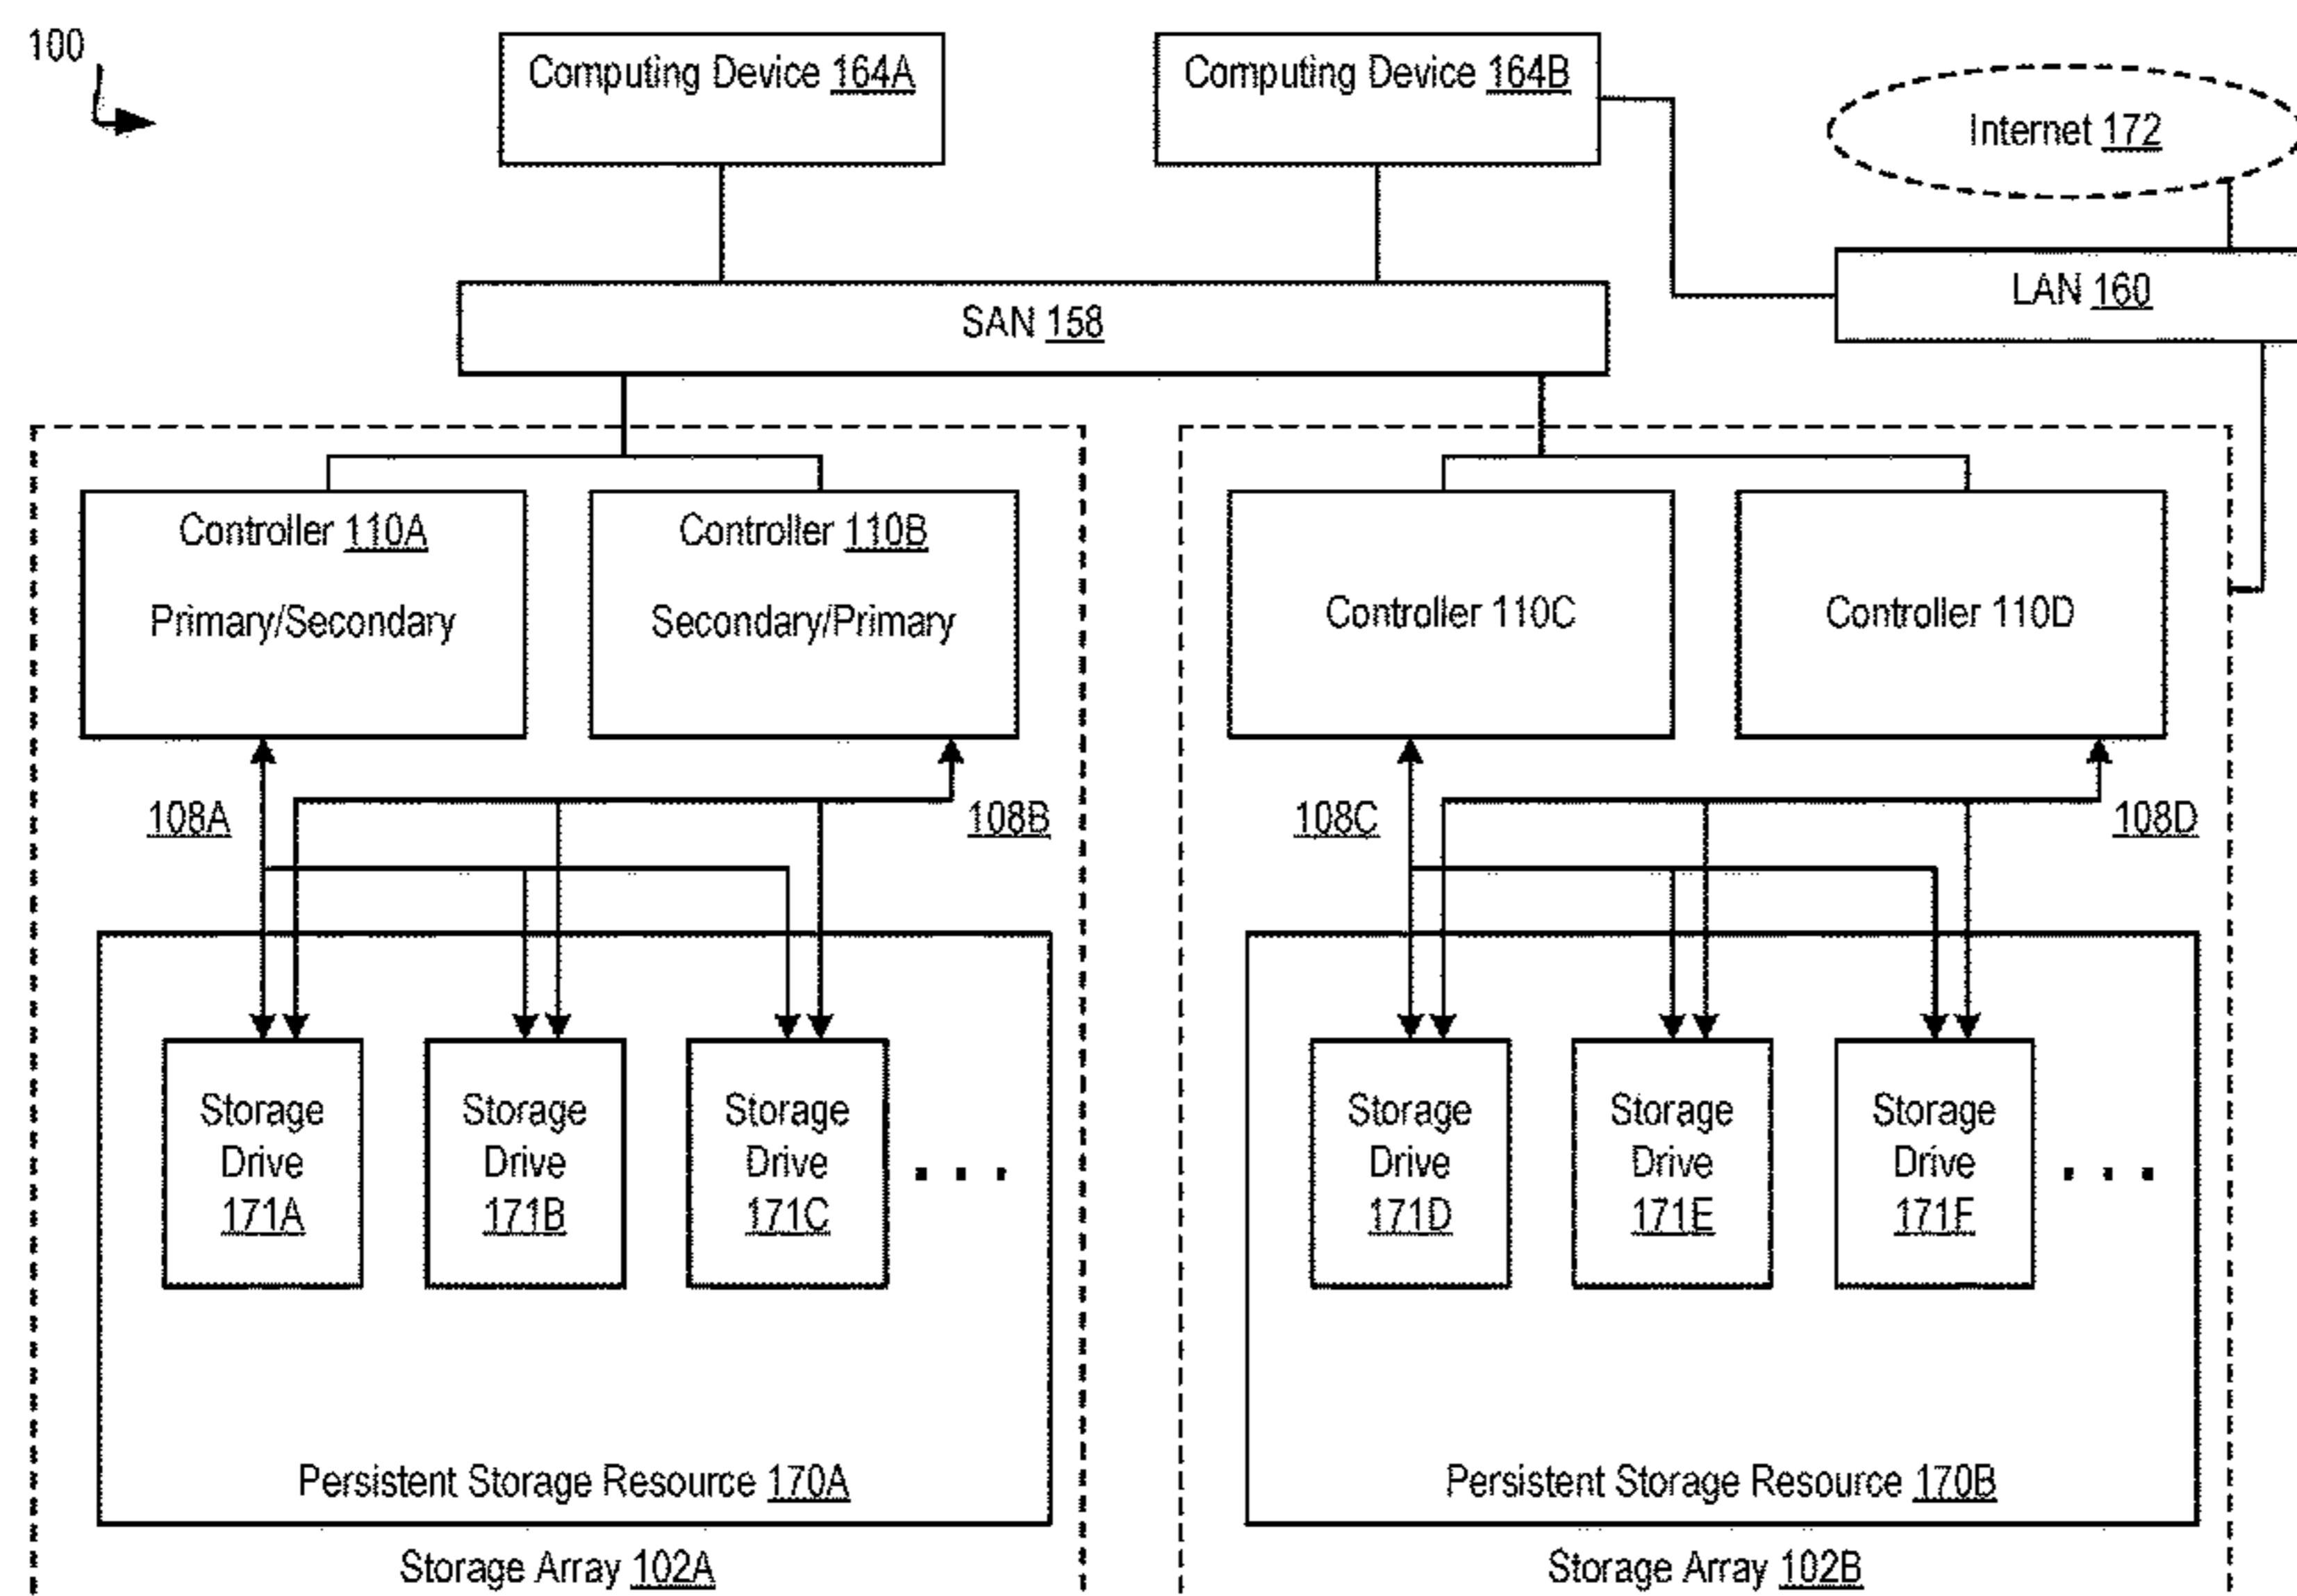 100
Computing Device 164A
Computing Device 164B
Internet 172
LAN 160
SAN 158
Controller 110A
Primary/Secondary
Controller 110B
Secondary/Primary
Controller 110C
Controller 110D
108A
108B
108C
108D
Storage
Drive
171A
Storage
Drive
171B
Storage
Drive
171C
. . .
Storage
Drive
171D
Storage
Drive
171E
Storage
Drive
171F
. . .
Persistent Storage Resource 170A
Persistent Storage Resource 170B
Storage Array 102A
Storage Array 102B